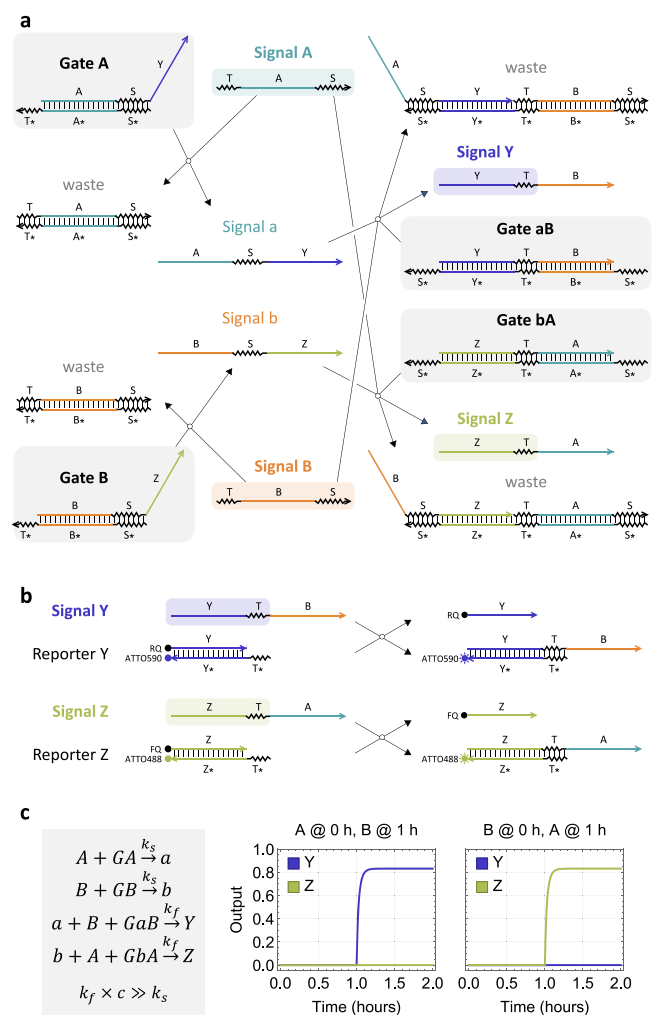 a
Gate A
Y
A S
T* A* S*
Signal A
T A S
A
waste
S Y T B S
S* Y* T* B* S*
Signal Y
Y T B
waste
T A S
T* A* S*
Signal a
A S Y
Gate aB
Y T B
S* Y* T* B* S*
Signal b
B S Z
Gate bA
Z T A
S* Z* T* A* S*
waste
T B S
T* B* S*
Signal Z
Z T A
Gate B
Z
B S
T* B* S*
Signal B
T B S
B
waste
S Z T A S
S* Z* T* A* S*
b
Signal Y
Y T B
RQ Y
Reporter Y
RQ Y
ATTO590
Y* T*
Y T B
ATTO590
Y* T*
Signal Z
Z T A
FQ Z
Reporter Z
FQ Z
ATTO488
Z* T*
Z T A
ATTO488
Z* T*
c
A + GA →ks a
B + GB →ks b
a + B + GaB →kf Y
b + A + GbA →kf Z
kf × c ≫ ks
A @ 0 h, B @ 1 h
Output
1.0
0.8
0.6
0.4
0.2
0.0
Y
Z
0.0 0.5 1.0 1.5 2.0
Time (hours)
B @ 0 h, A @ 1 h
Y
Z
0.0 0.5 1.0 1.5 2.0
Time (hours)